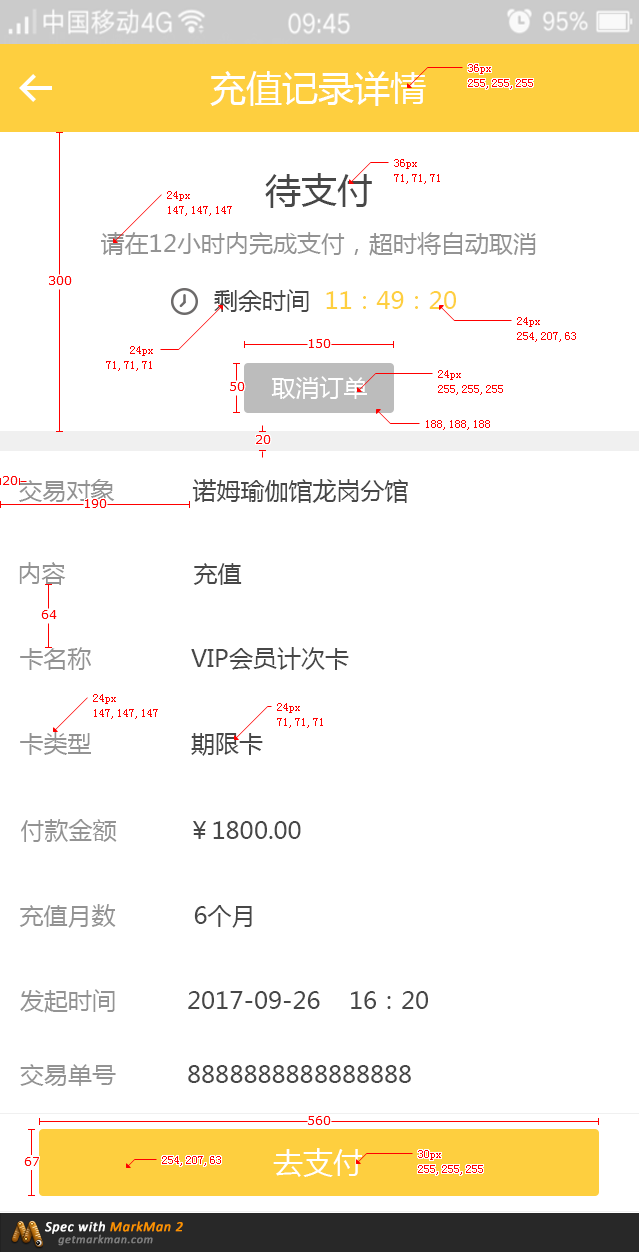 中国移动4G 09:45 95%
充值记录详情
36px
255, 255, 255
待支付
36px
71, 71, 71
24px
147, 147, 147
请在12小时内完成支付，超时将自动取消
300
剩余时间 11：49：20
24px
254, 207, 63
24px
71, 71, 71
150
50
取消订单
24px
255, 255, 255
188, 188, 188
20
20
交易对象 诺姆瑜伽馆龙岗分馆
190
内容 充值
64
卡名称 VIP会员计次卡
24px
147, 147, 147
24px
71, 71, 71
卡类型 期限卡
付款金额 ￥1800.00
充值月数 6个月
发起时间 2017-09-26 16：20
交易单号 8888888888888888
560
67
254, 207, 63
去支付
30px
255, 255, 255
Spec with MarkMan 2
getmarkman.com